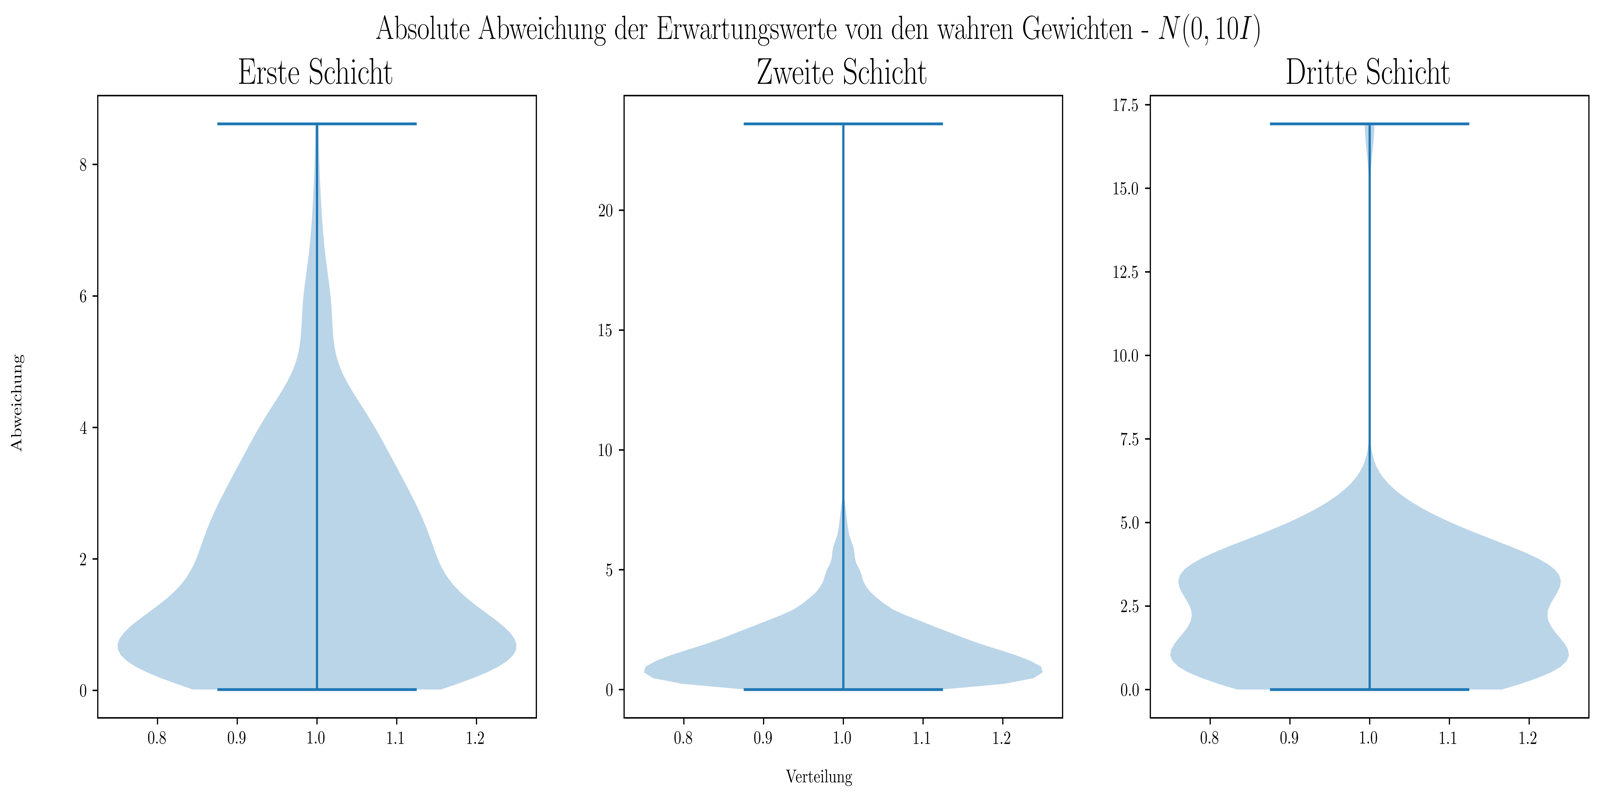 Absolute Abweichung der Erwartungswerte von den wahren Gewichten - N(0, 10I)
Erste Schicht
Zweite Schicht
Dritte Schicht
Abweichung
8
6
4
2
0
0.8 0.9 1.0 1.1 1.2
20
15
10
5
0
0.8 0.9 1.0 1.1 1.2
17.5
15.0
12.5
10.0
7.5
5.0
2.5
0.0
0.8 0.9 1.0 1.1 1.2
Verteilung